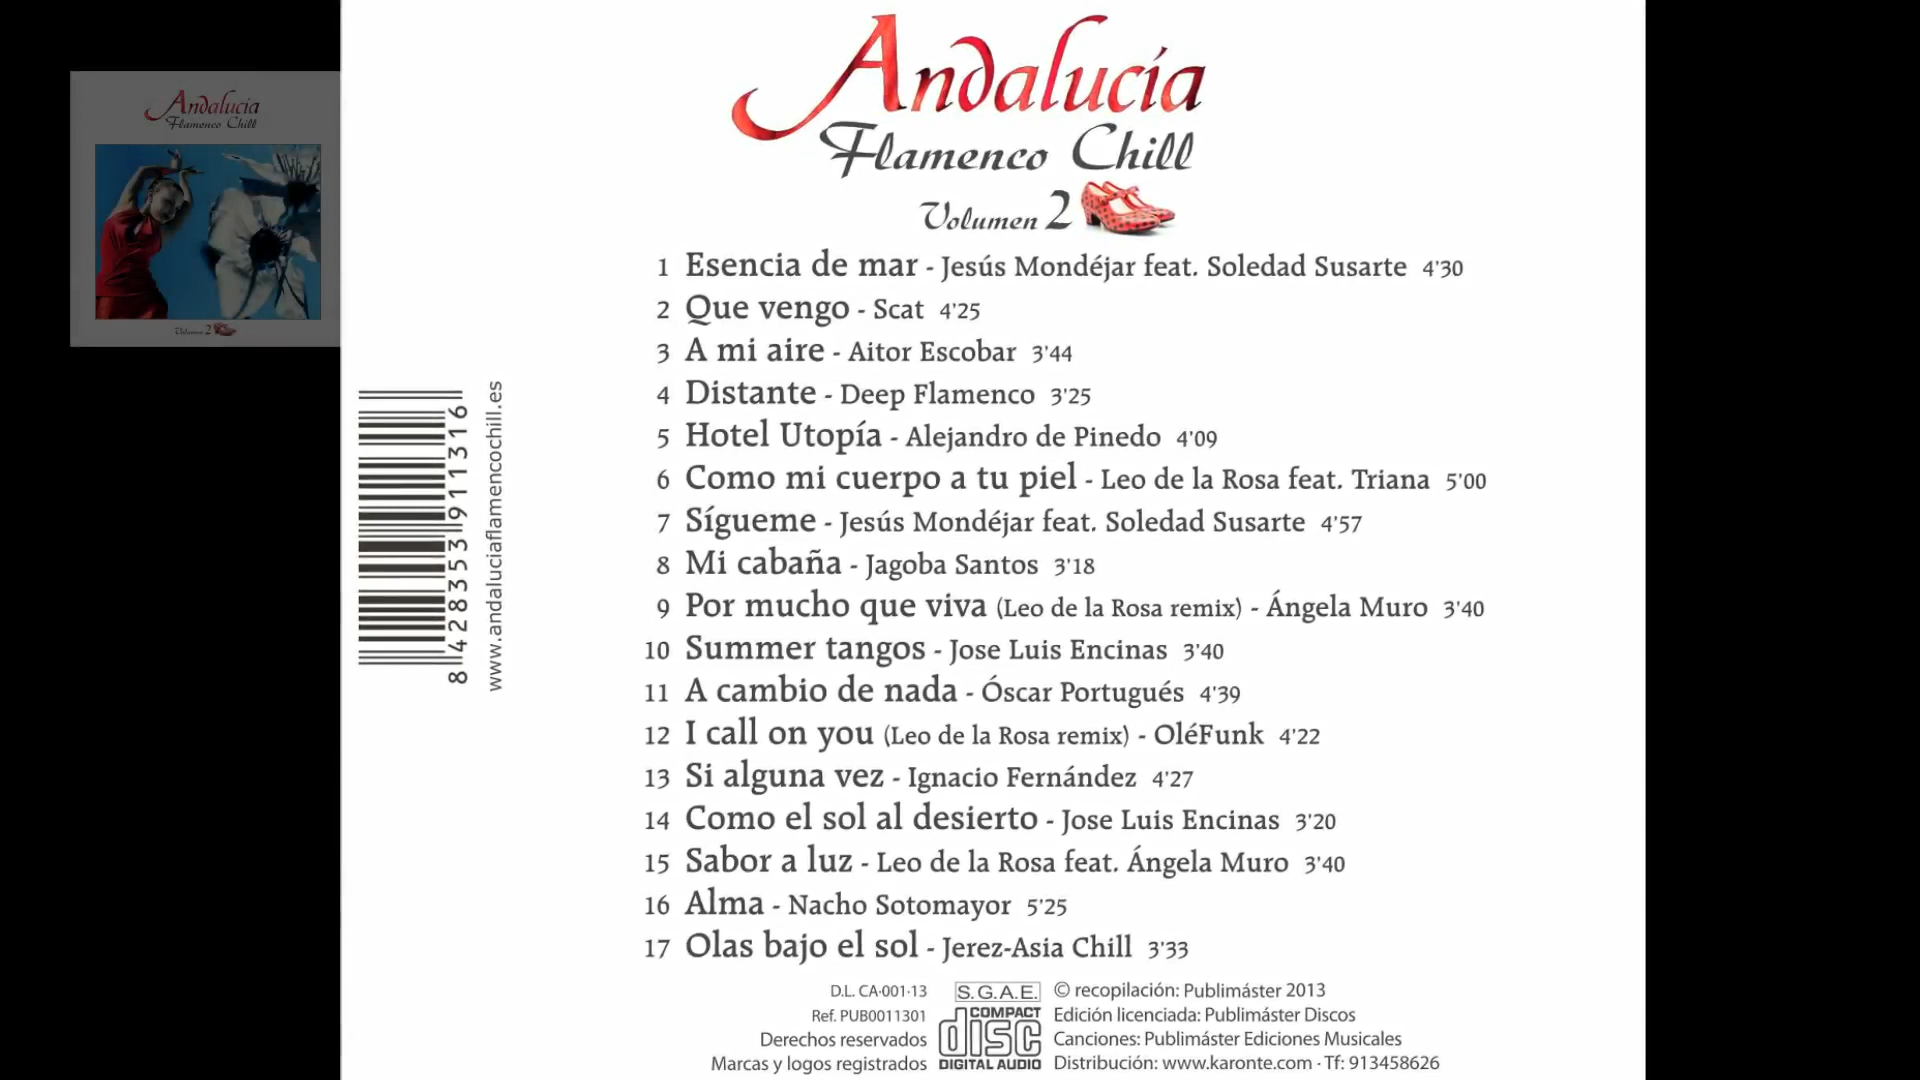 Andalucía
Flamenco Chill
Volumen 2
Andalucía
Flamenco Chill
Volumen 2
1 Esencia de mar - Jesús Mondéjar feat. Soledad Susarte 4'30
2 Que vengo - Scat 4'25
3 A mi aire - Aitor Escobar 3'44
4 Distante - Deep Flamenco 3'25
5 Hotel Utopía - Alejandro de Pinedo 4'09
6 Como mi cuerpo a tu piel - Leo de la Rosa feat. Triana 5'00
7 Sígueme - Jesús Mondéjar feat. Soledad Susarte 4'57
8 Mi cabaña - Jagoba Santos 3'18
9 Por mucho que viva (Leo de la Rosa remix) - Ángela Muro 3'40
10 Summer tangos - Jose Luis Encinas 3'40
11 A cambio de nada - Óscar Portugués 4'39
12 I call on you (Leo de la Rosa remix) - OléFunk 4'22
13 Si alguna vez - Ignacio Fernández 4'27
14 Como el sol al desierto - Jose Luis Encinas 3'20
15 Sabor a luz - Leo de la Rosa feat. Ángela Muro 3'40
16 Alma - Nacho Sotomayor 5'25
17 Olas bajo el sol - Jerez-Asia Chill 3'33
8 428353 911316
www.andaluciaflamencochill.es
D.L. CA-001-13
Ref. PUB0011301
Derechos reservados
Marcas y logos registrados
S.G.A.E.
COMPACT
disc
DIGITAL AUDIO
© recopilación: Publimáster 2013
Edición licenciada: Publimáster Discos
Canciones: Publimáster Ediciones Musicales
Distribución: www.karonte.com · Tf: 913458626